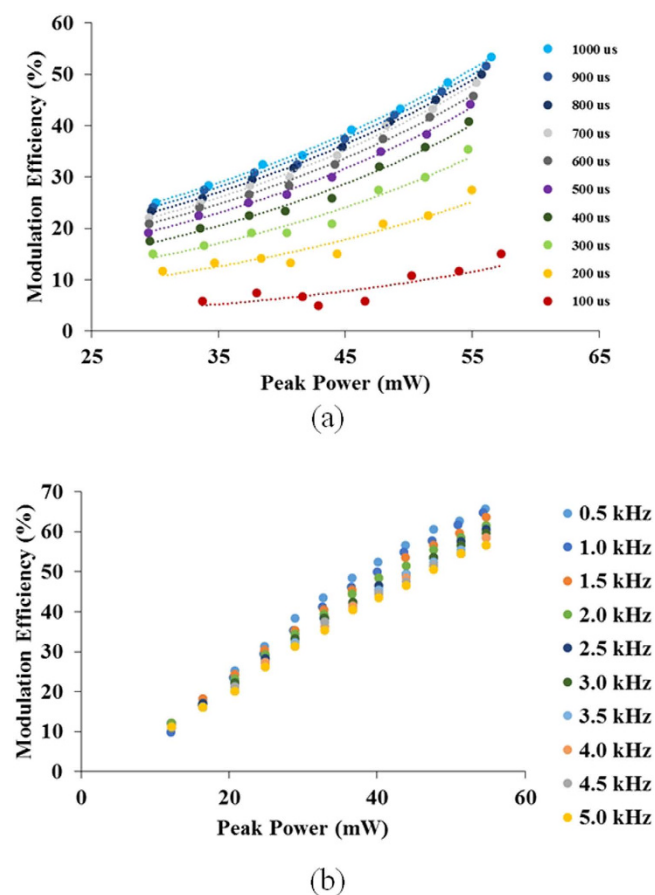 60
50
40
30
20
10
0
Modulation Efficiency (%)
25 35 45 55 65
Peak Power (mW)
1000 us
900 us
800 us
700 us
600 us
500 us
400 us
300 us
200 us
100 us
(a)
70
60
50
40
30
20
10
0
Modulation Efficiency (%)
0 20 40 60
Peak Power (mW)
0.5 kHz
1.0 kHz
1.5 kHz
2.0 kHz
2.5 kHz
3.0 kHz
3.5 kHz
4.0 kHz
4.5 kHz
5.0 kHz
(b)